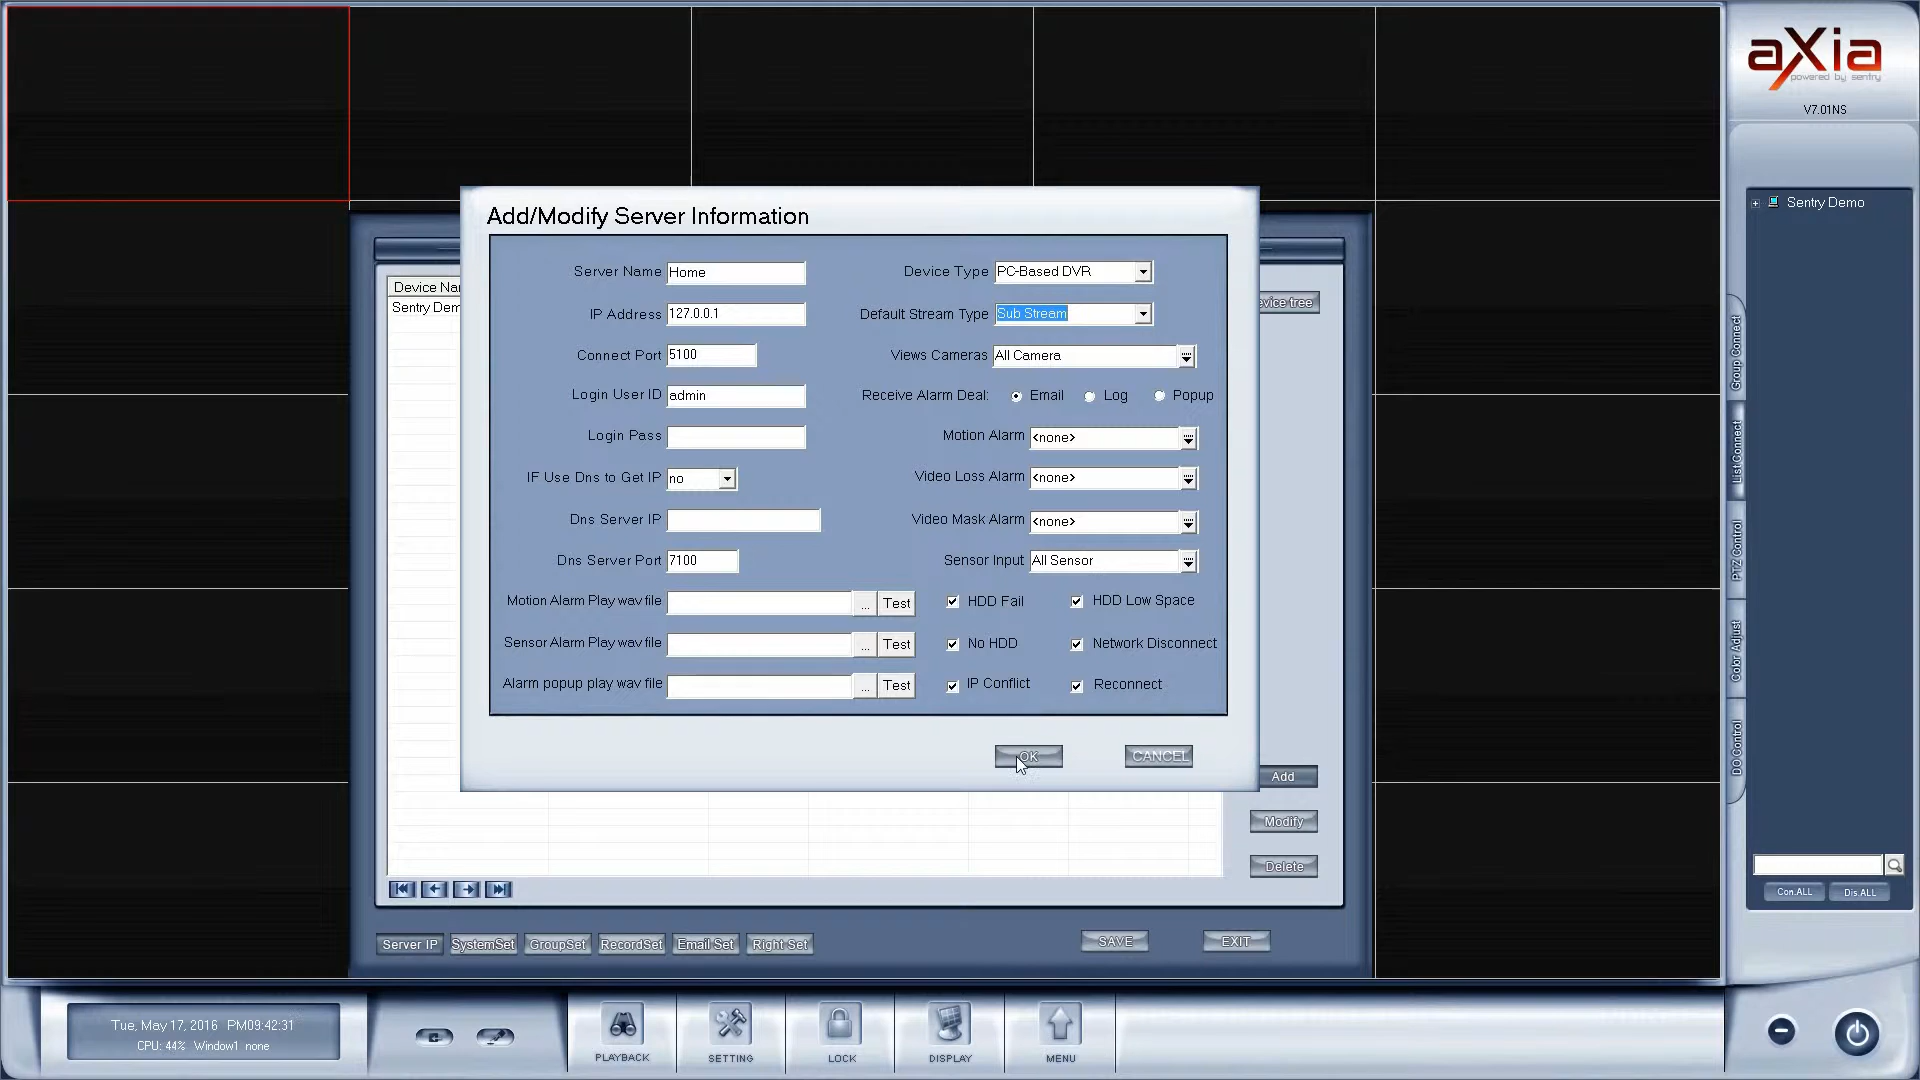 aXia
powered by sentry
V7.01NS
Sentry Demo
Add/Modify Server Information
Server Name Home
Device Type PC-Based DVR
IP Address 127.0.0.1
Default Stream Type Sub Stream
Connect Port 5100
Views Cameras All Camera
Login User ID admin
Receive Alarm Deal: Email Log Popup
Login Pass
Motion Alarm <none>
IF Use Dns to Get IP no
Video Loss Alarm <none>
Dns Server IP
Video Mask Alarm <none>
Dns Server Port 7100
Sensor Input All Sensor
Motion Alarm Play wav file ... Test
HDD Fail HDD Low Space
Sensor Alarm Play wav file ... Test
No HDD Network Disconnect
Alarm popup play wav file ... Test
IP Conflict Reconnect
OK CANCEL
Device Nar
Sentry Dem
evice tree
Add
Modify
Delete
Server IP SystemSet GroupSet RecordSet Email Set Right Set
SAVE EXIT
Group Connect
List Connect
PTZ Control
Color Adjust
DO Control
Con.ALL Dis.ALL
Tue, May 17, 2016 PM09:42:31
CPU: 44% Window1 none
PLAYBACK SETTING LOCK DISPLAY MENU